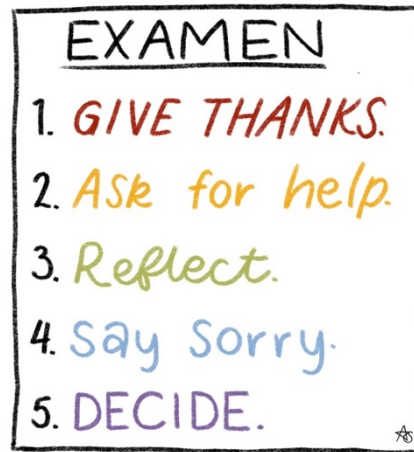 EXAMEN
1. GIVE THANKS.
2. Ask for help.
3. Reflect.
4. Say Sorry.
5. DECIDE.